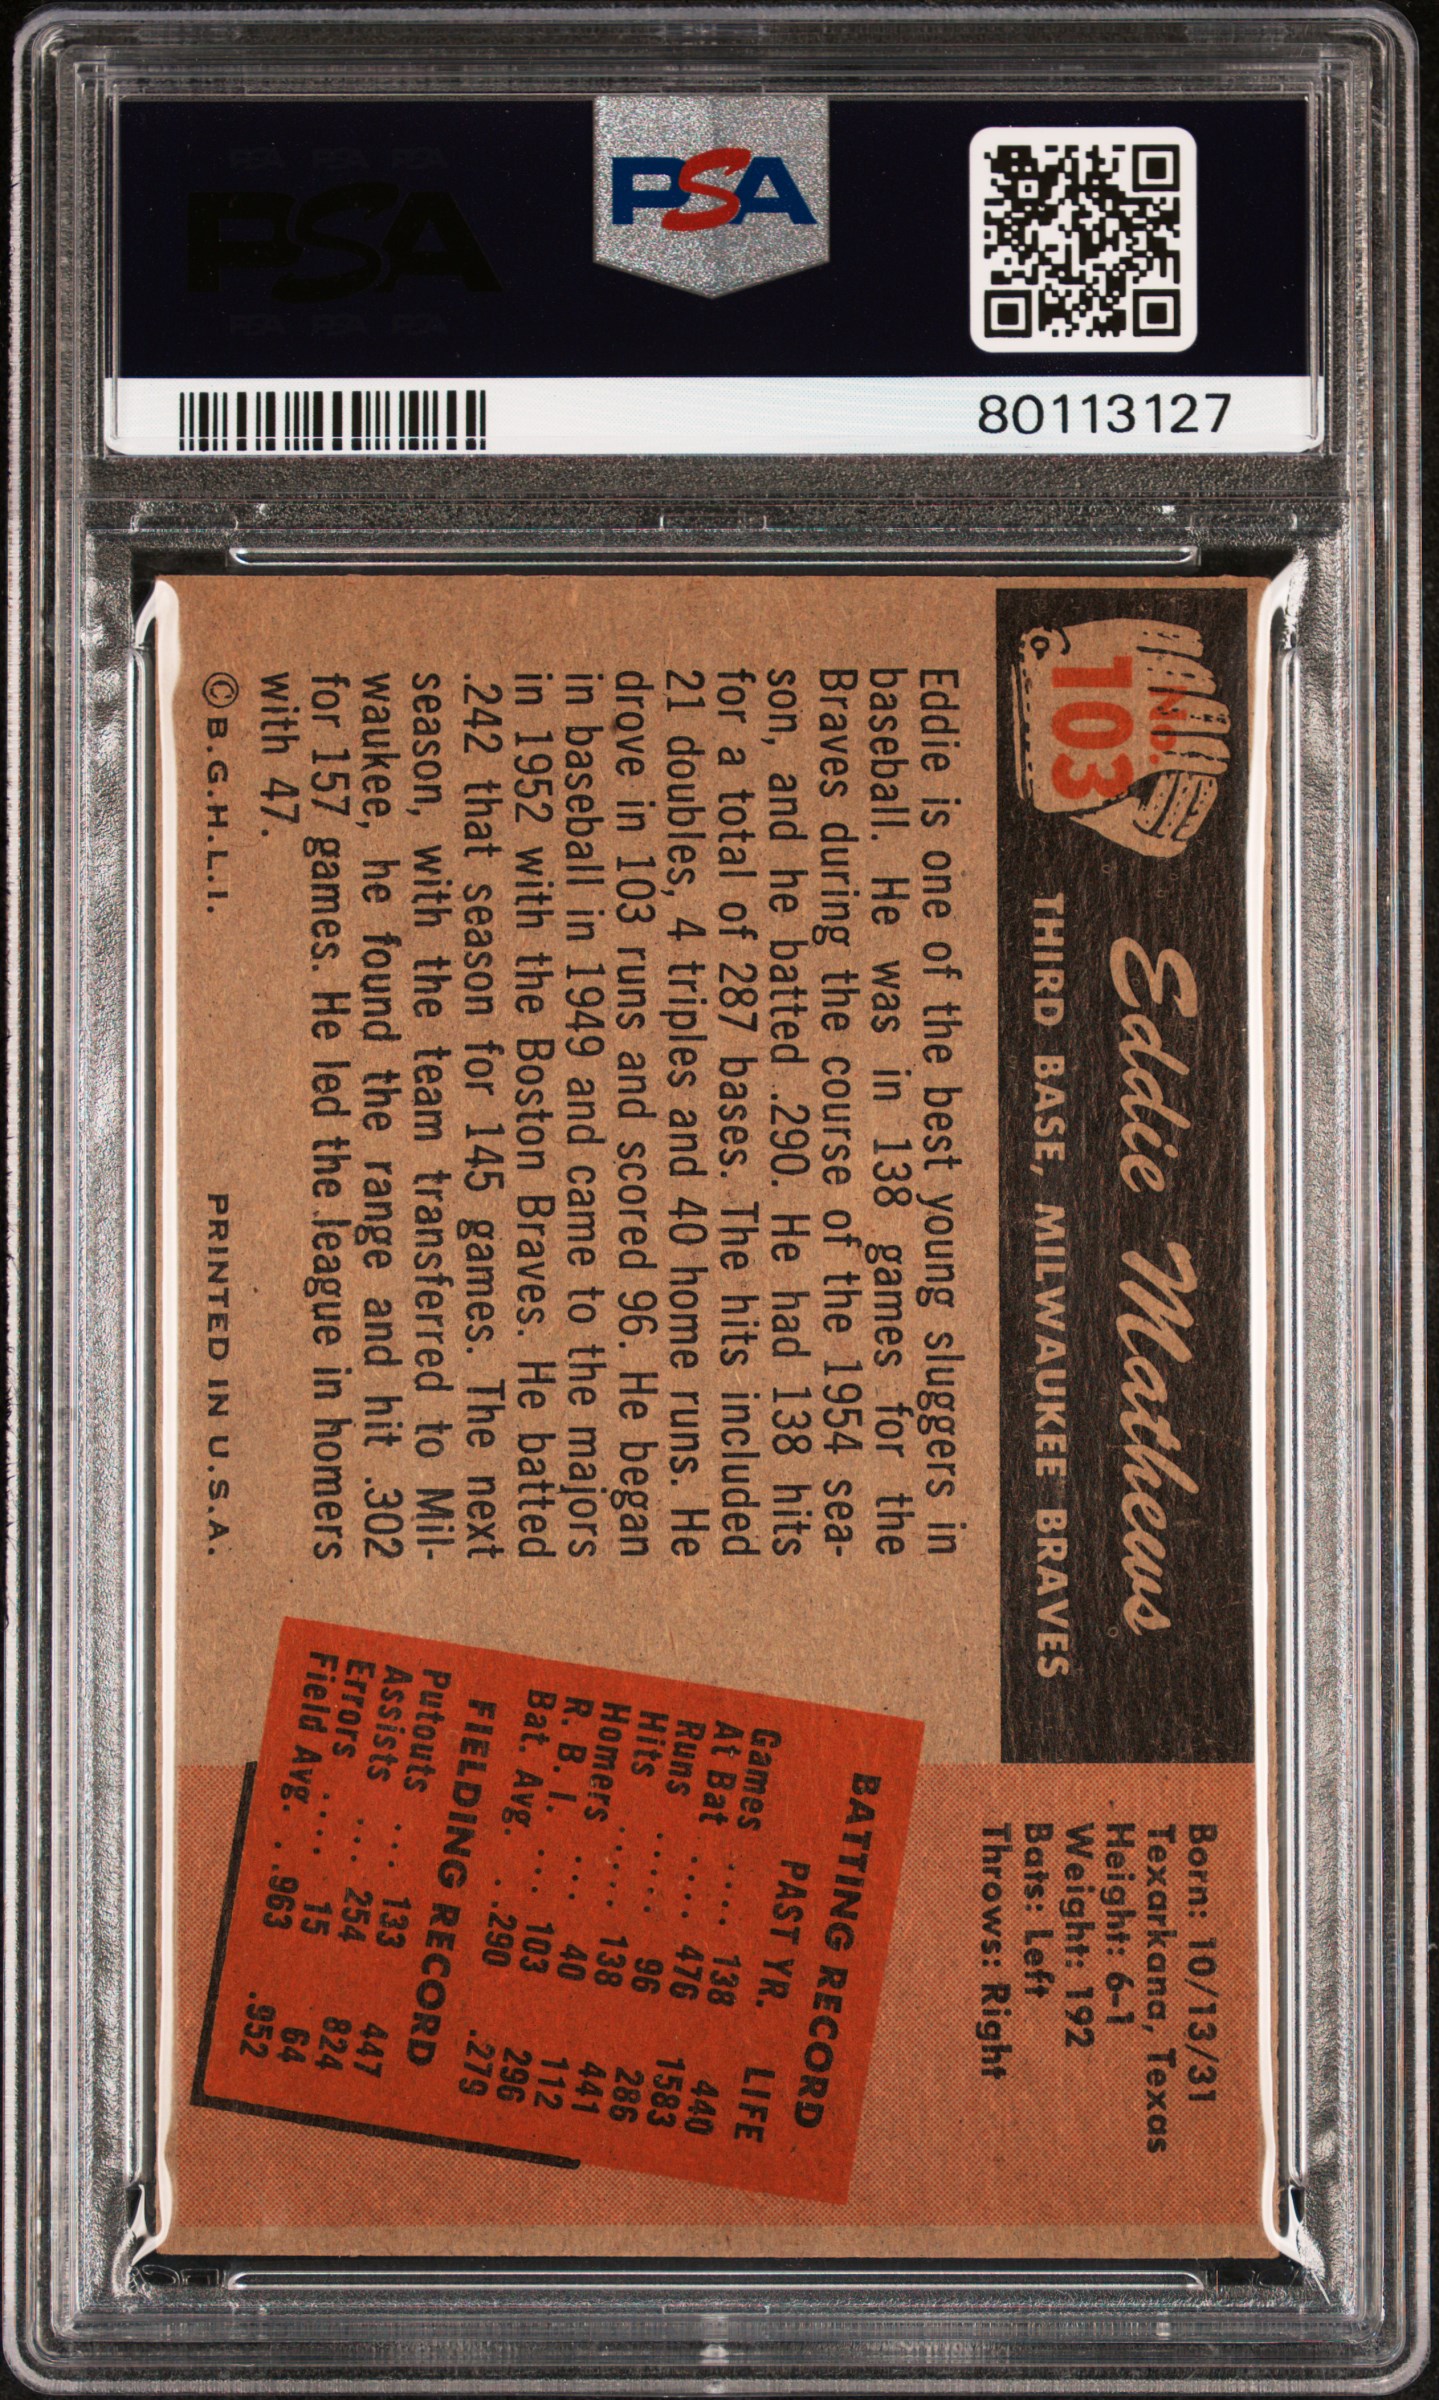 PSA PSA PSA
PSA
PSA PSA PSA
PSA
80113127
No.
103
Eddie Mathews
THIRD BASE, MILWAUKEE BRAVES
Born: 10/13/31
Texarkana, Texas
Height: 6-1
Weight: 192
Bats: Left
Throws: Right
Eddie is one of the best young sluggers in
baseball. He was in 138 games for the
Braves during the course of the 1954 sea-
son, and he batted .290. He had 138 hits
for a total of 287 bases. The hits included
21 doubles, 4 triples and 40 home runs. He
drove in 103 runs and scored 96. He began
in baseball in 1949 and came to the majors
in 1952 with the Boston Braves. He batted
.242 that season for 145 games. The next
season, with the team transferred to Mil-
waukee, he found the range and hit .302
for 157 games. He led the league in homers
with 47.
BATTING RECORD
PAST YR. LIFE
Games .... 138 440
At Bat .... 476 1583
Runs ..... 96 286
Hits ..... 138 441
Homers ... 40 112
R. B. I. ... 103 296
Bat. Avg. . .290 .279
FIELDING RECORD
Putouts ... 133 447
Assists ... 254 824
Errors .... 15 64
Field Avg. . .963 .952
© B.G.H.L.I. PRINTED IN U.S.A.